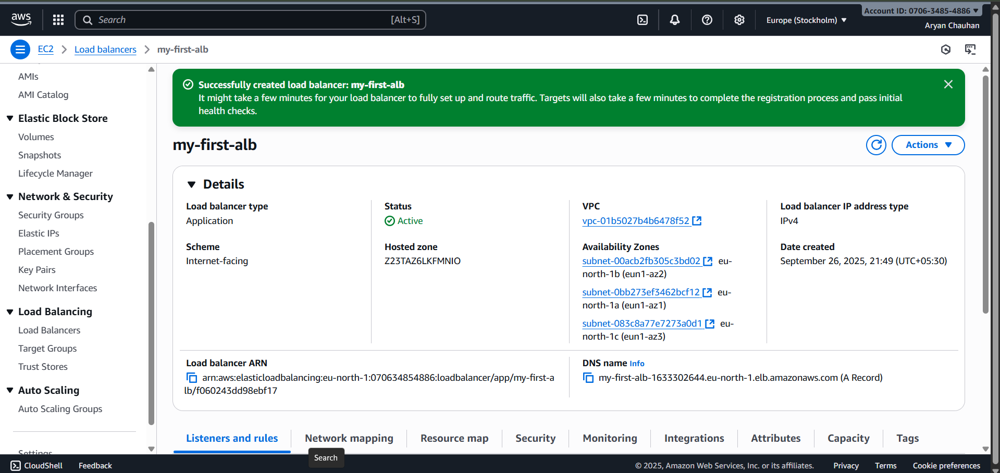 aws
Search
[Alt+S]
Europe (Stockholm)
Account ID: 0706-3485-4886
Aryan Chauhan
EC2
Load balancers
my-first-alb
AMIs
AMI Catalog
Elastic Block Store
Volumes
Snapshots
Lifecycle Manager
Network & Security
Security Groups
Elastic IPs
Placement Groups
Key Pairs
Network Interfaces
Load Balancing
Load Balancers
Target Groups
Trust Stores
Auto Scaling
Auto Scaling Groups
Settings
Successfully created load balancer: my-first-alb
It might take a few minutes for your load balancer to fully set up and route traffic. Targets will also take a few minutes to complete the registration process and pass initial
health checks.
my-first-alb
Actions
Details
Load balancer type
Application
Scheme
Internet-facing
Status
Active
Hosted zone
Z23TAZ6LKFMNIO
VPC
vpc-01b5027b4b6478f52
Availability Zones
subnet-00acb2fb305c3bd02 eu-
north-1b (eun1-az2)
subnet-0bb273ef3462bcf12 eu-
north-1a (eun1-az1)
subnet-083c8a77e7273a0d1 eu-
north-1c (eun1-az3)
Load balancer IP address type
IPv4
Date created
September 26, 2025, 21:49 (UTC+05:30)
Load balancer ARN
arn:aws:elasticloadbalancing:eu-north-1:070634854886:loadbalancer/app/my-first-a
lb/f060243dd98ebf17
DNS name Info
my-first-alb-1633302644.eu-north-1.elb.amazonaws.com (A Record)
Listeners and rules
Network mapping
Resource map
Security
Monitoring
Integrations
Attributes
Capacity
Tags
Search
CloudShell
Feedback
© 2025, Amazon Web Services, Inc. or its affiliates.
Privacy
Terms
Cookie preferences